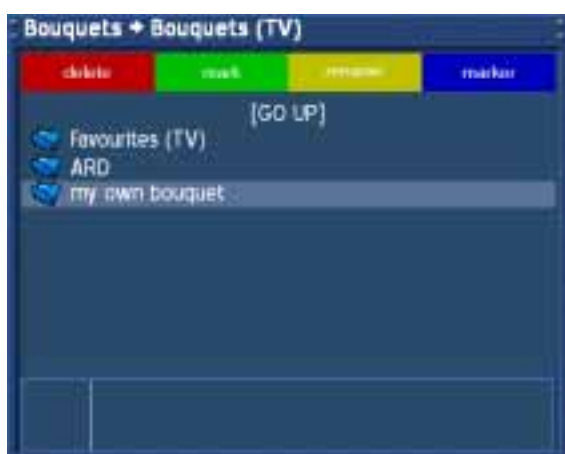 Bouquets → Bouquets (TV)
delete mark rename marker
[GO UP]
Favourites (TV)
ARD
my own bouquet